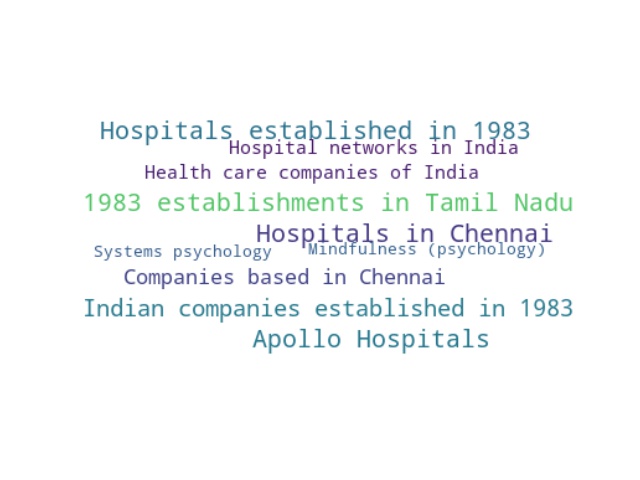 Hospitals established in 1983
Hospital networks in India
Health care companies of India
1983 establishments in Tamil Nadu
Hospitals in Chennai
Systems psychology
Mindfulness (psychology)
Companies based in Chennai
Indian companies established in 1983
Apollo Hospitals